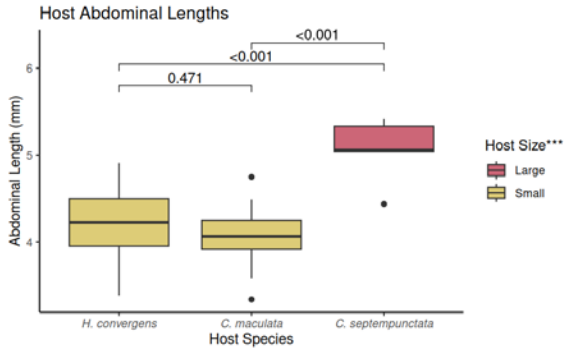 Host Abdominal Lengths
<0.001
<0.001
0.471
6
5
4
Abdominal Length (mm)
Host Size***
Large
Small
H. convergens
C. maculata
C. septempunctata
Host Species